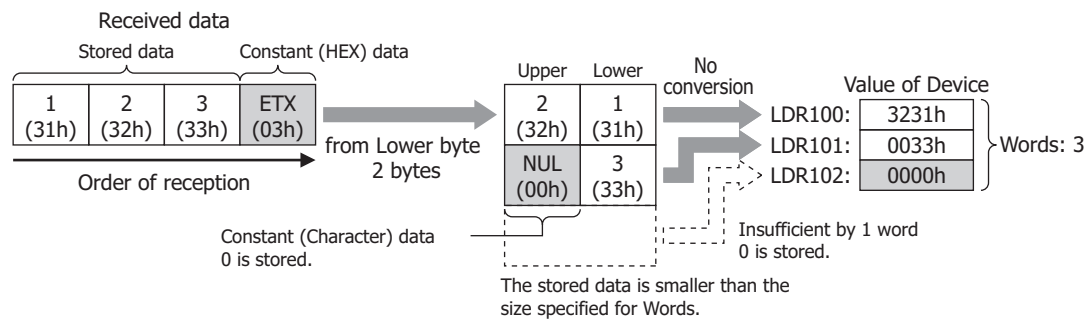 Received data
Stored data
Constant (HEX) data
1
(31h)
2
(32h)
3
(33h)
ETX
(03h)
Order of reception
from Lower byte
2 bytes
Upper
Lower
2
(32h)
1
(31h)
NUL
(00h)
3
(33h)
Constant (Character) data
0 is stored.
The stored data is smaller than the
size specified for Words.
No
conversion
Insufficient by 1 word
0 is stored.
Value of Device
LDR100: 3231h
LDR101: 0033h
LDR102: 0000h
Words: 3